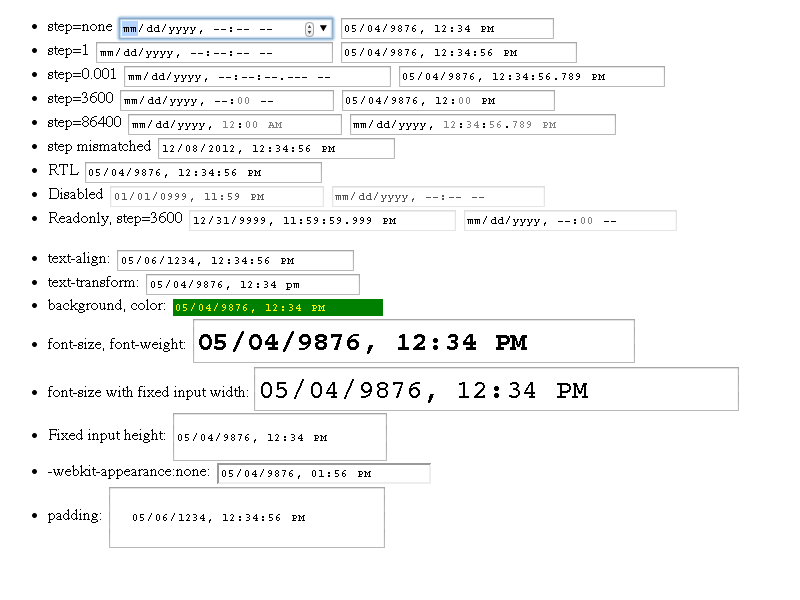 step=none mm/dd/yyyy, --:-- -- 05/04/9876, 12:34 PM
step=1 mm/dd/yyyy, --:--:-- -- 05/04/9876, 12:34:56 PM
step=0.001 mm/dd/yyyy, --:--:--.--- -- 05/04/9876, 12:34:56.789 PM
step=3600 mm/dd/yyyy, --:00 -- 05/04/9876, 12:00 PM
step=86400 mm/dd/yyyy, 12:00 AM mm/dd/yyyy, 12:34:56.789 PM
step mismatched 12/08/2012, 12:34:56 PM
RTL 05/04/9876, 12:34:56 PM
Disabled 01/01/0999, 11:59 PM mm/dd/yyyy, --:-- --
Readonly, step=3600 12/31/9999, 11:59:59.999 PM mm/dd/yyyy, --:00 --
text-align: 05/06/1234, 12:34:56 PM
text-transform: 05/04/9876, 12:34 pm
background, color: 05/04/9876, 12:34 PM
font-size, font-weight: 05/04/9876, 12:34 PM
font-size with fixed input width: 05/04/9876, 12:34 PM
Fixed input height: 05/04/9876, 12:34 PM
-webkit-appearance:none: 05/04/9876, 01:56 PM
padding: 05/06/1234, 12:34:56 PM